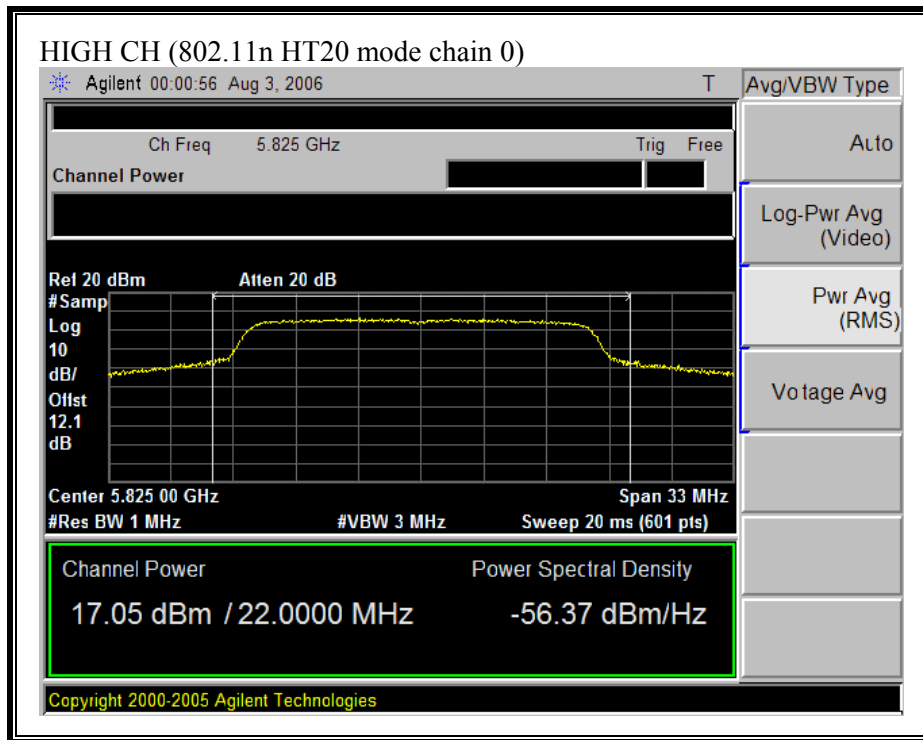 HIGH CH (802.11n HT20 mode chain 0)
Agilent 00:00:56 Aug 3, 2006 T
Avg/VBW Type
Ch Freq 5.825 GHz Trig Free
Channel Power
Auto
Log-Pwr Avg
(Video)
Pwr Avg
(RMS)
Votage Avg
Ref 20 dBm Atten 20 dB
#Samp
Log
10
dB/
Offst
12.1
dB
Center 5.825 00 GHz Span 33 MHz
#Res BW 1 MHz #VBW 3 MHz Sweep 20 ms (601 pts)
Channel Power Power Spectral Density
17.05 dBm / 22.0000 MHz -56.37 dBm/Hz
Copyright 2000-2005 Agilent Technologies